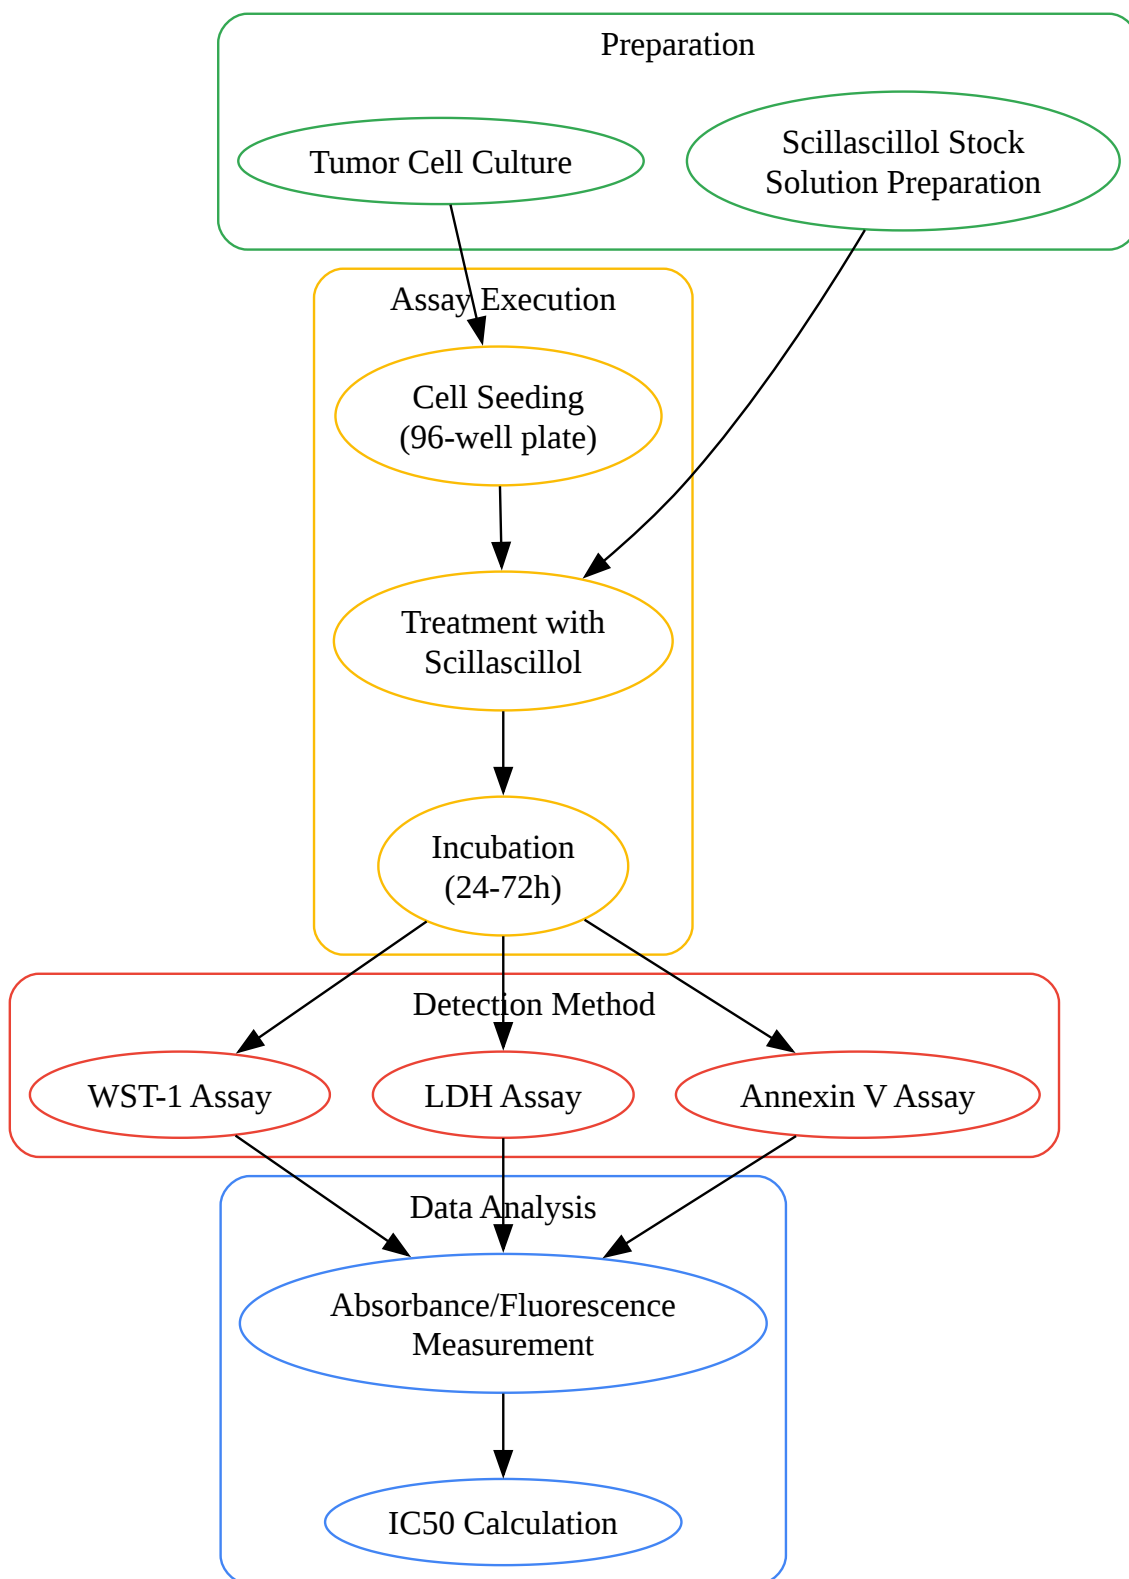 Preparation
Tumor Cell Culture
Scillascillol Stock
Solution Preparation
Assay Execution
Cell Seeding
(96-well plate)
Treatment with
Scillascillol
Incubation
(24-72h)
Detection Method
WST-1 Assay
LDH Assay
Annexin V Assay
Data Analysis
Absorbance/Fluorescence
Measurement
IC50 Calculation